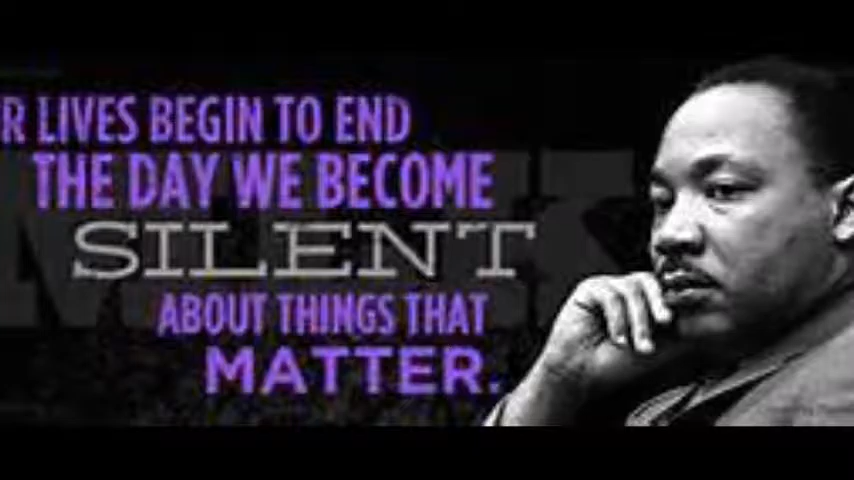 R LIVES BEGIN TO END
THE DAY WE BECOME
SILENT
ABOUT THINGS THAT
MATTER.